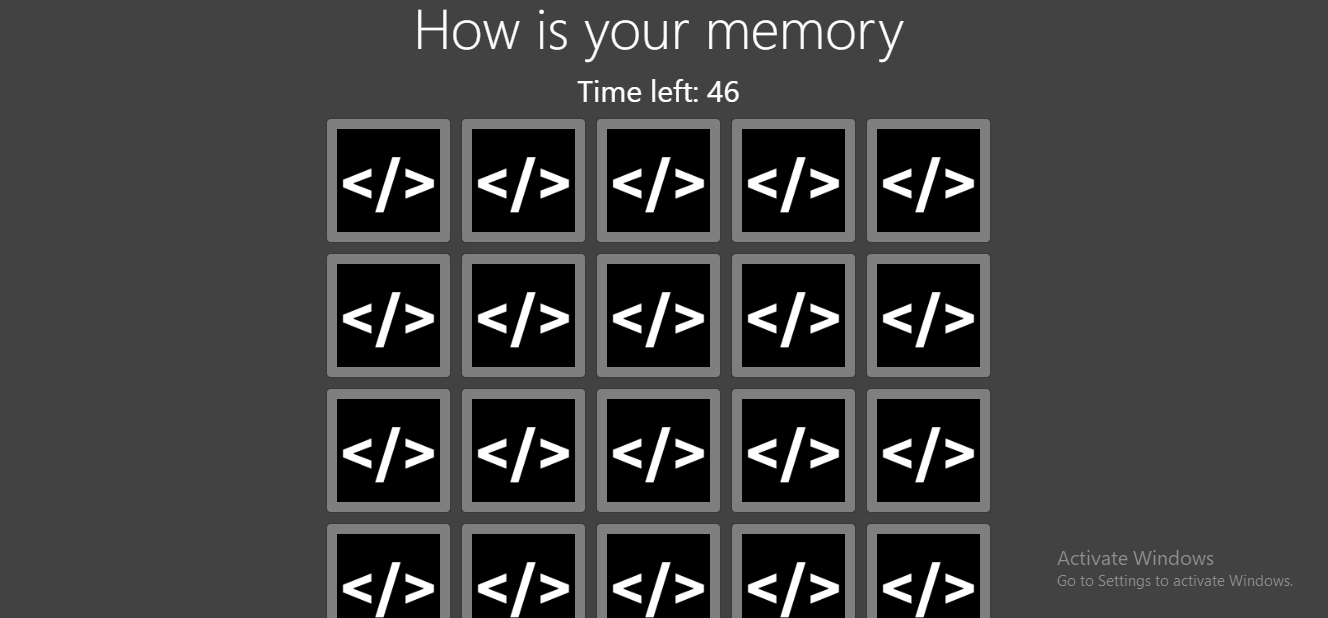 How is your memory
Time left: 46
</> </> </> </> </>
</> </> </> </> </>
</> </> </> </> </>
</> </> </> </> </>
Activate Windows
Go to Settings to activate Windows.